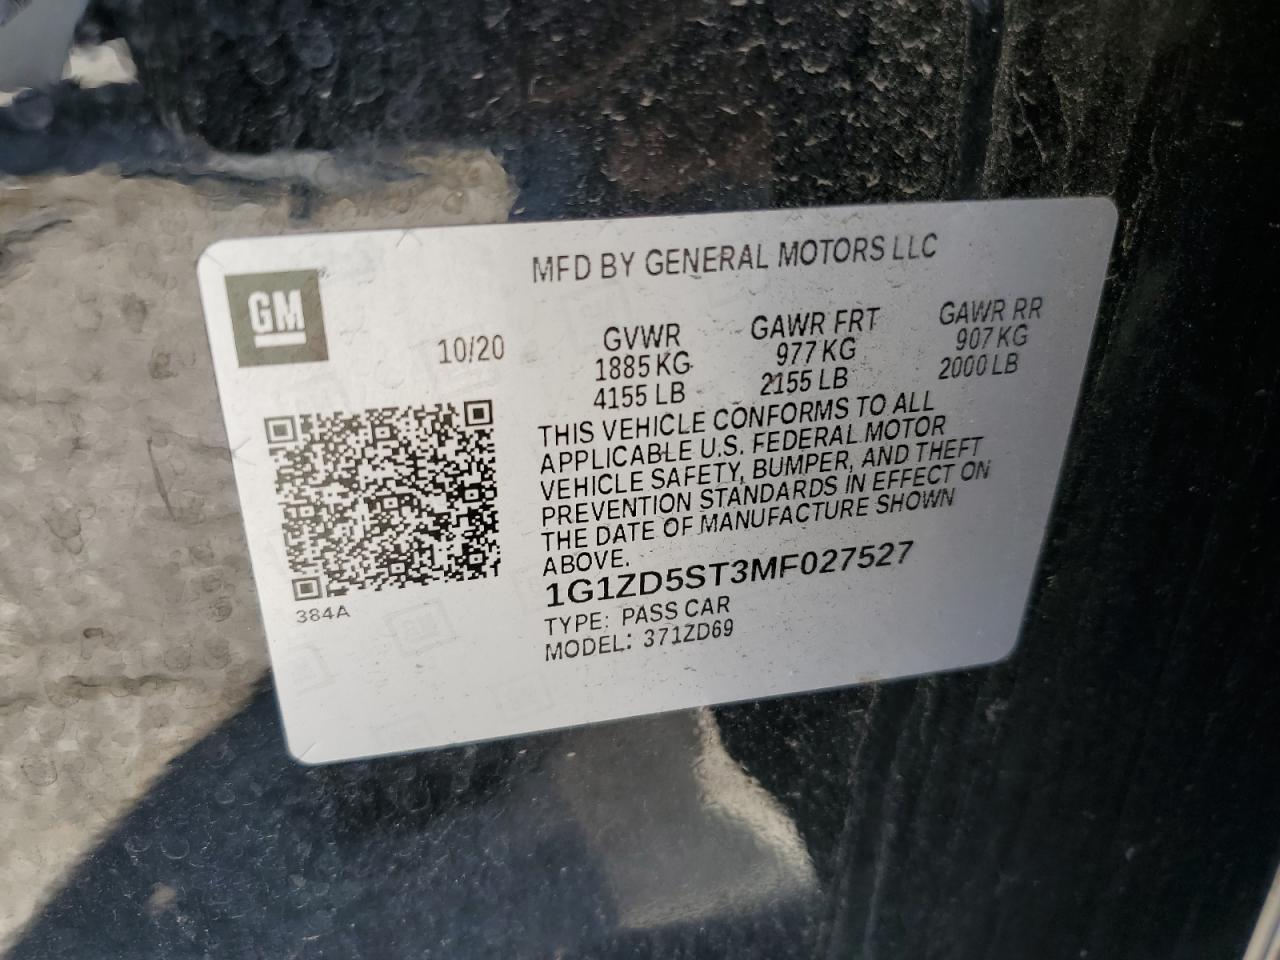 MFD BY GENERAL MOTORS LLC
GM
10/20
GVWR
1885 KG
4155 LB
GAWR FRT
977 KG
2155 LB
GAWR RR
907 KG
2000 LB
THIS VEHICLE CONFORMS TO ALL
APPLICABLE U.S. FEDERAL MOTOR
VEHICLE SAFETY, BUMPER, AND THEFT
PREVENTION STANDARDS IN EFFECT ON
THE DATE OF MANUFACTURE SHOWN
ABOVE.
1G1ZD5ST3MF027527
TYPE: PASS CAR
MODEL: 371ZD69
384A